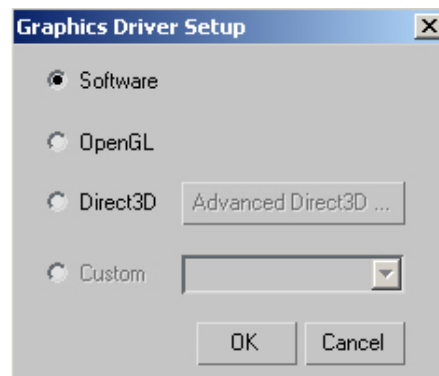 Graphics Driver Setup
Software
OpenGL
Direct3D Advanced Direct3D ...
Custom
OK Cancel